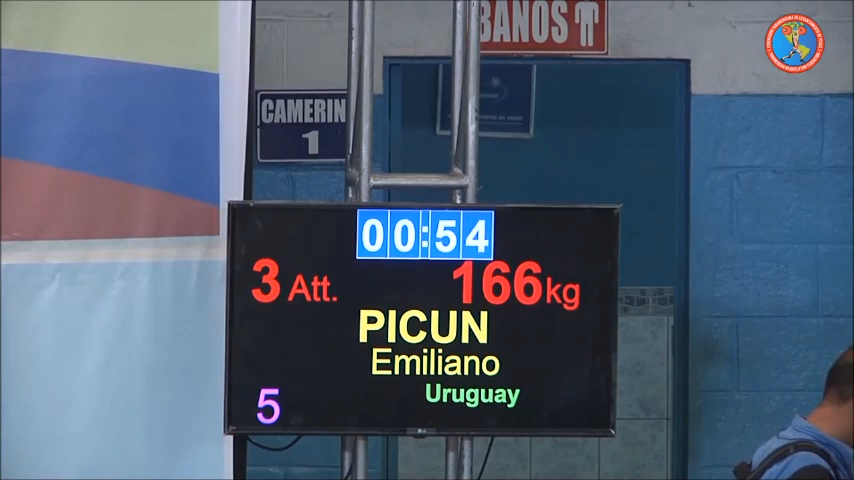 BANOS
CAMERIN
1
00:54
3 Att. 166kg
PICUN
Emiliano
Uruguay
5